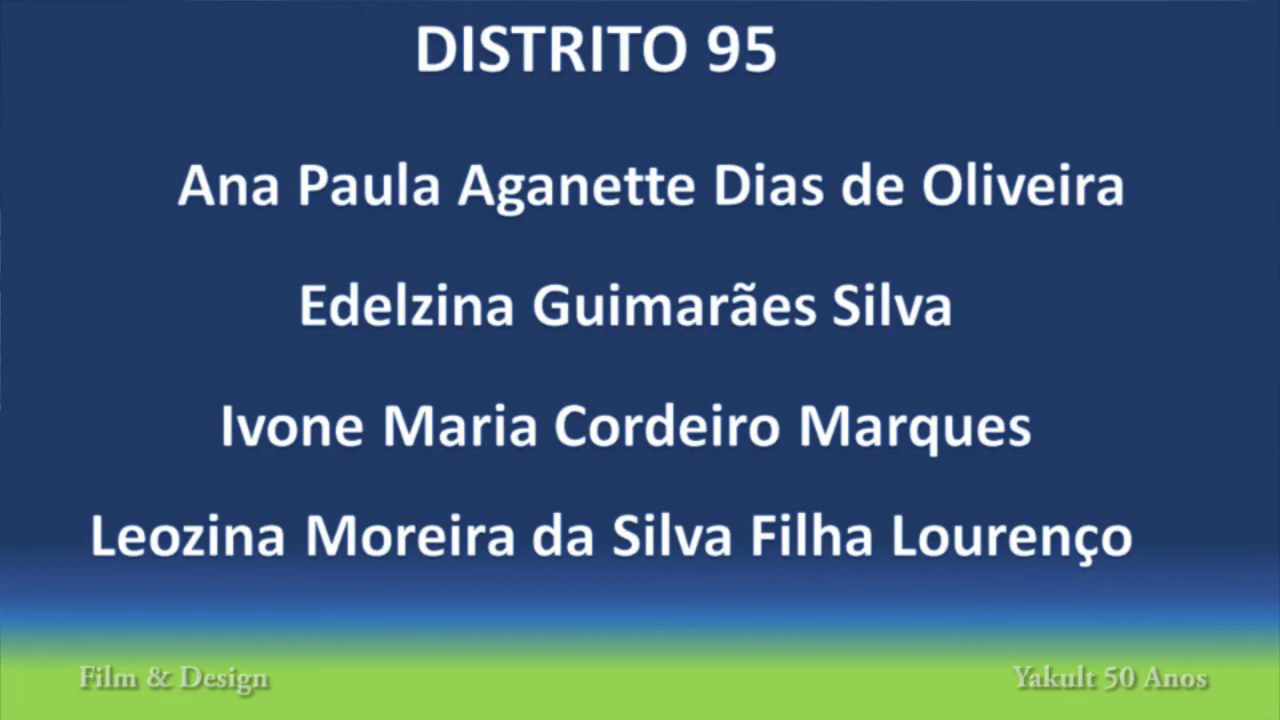 DISTRITO 95
Ana Paula Aganette Dias de Oliveira
Edelzina Guimarães Silva
Ivone Maria Cordeiro Marques
Leozina Moreira da Silva Filha Lourenço
Film & Design
Yakult 50 Anos